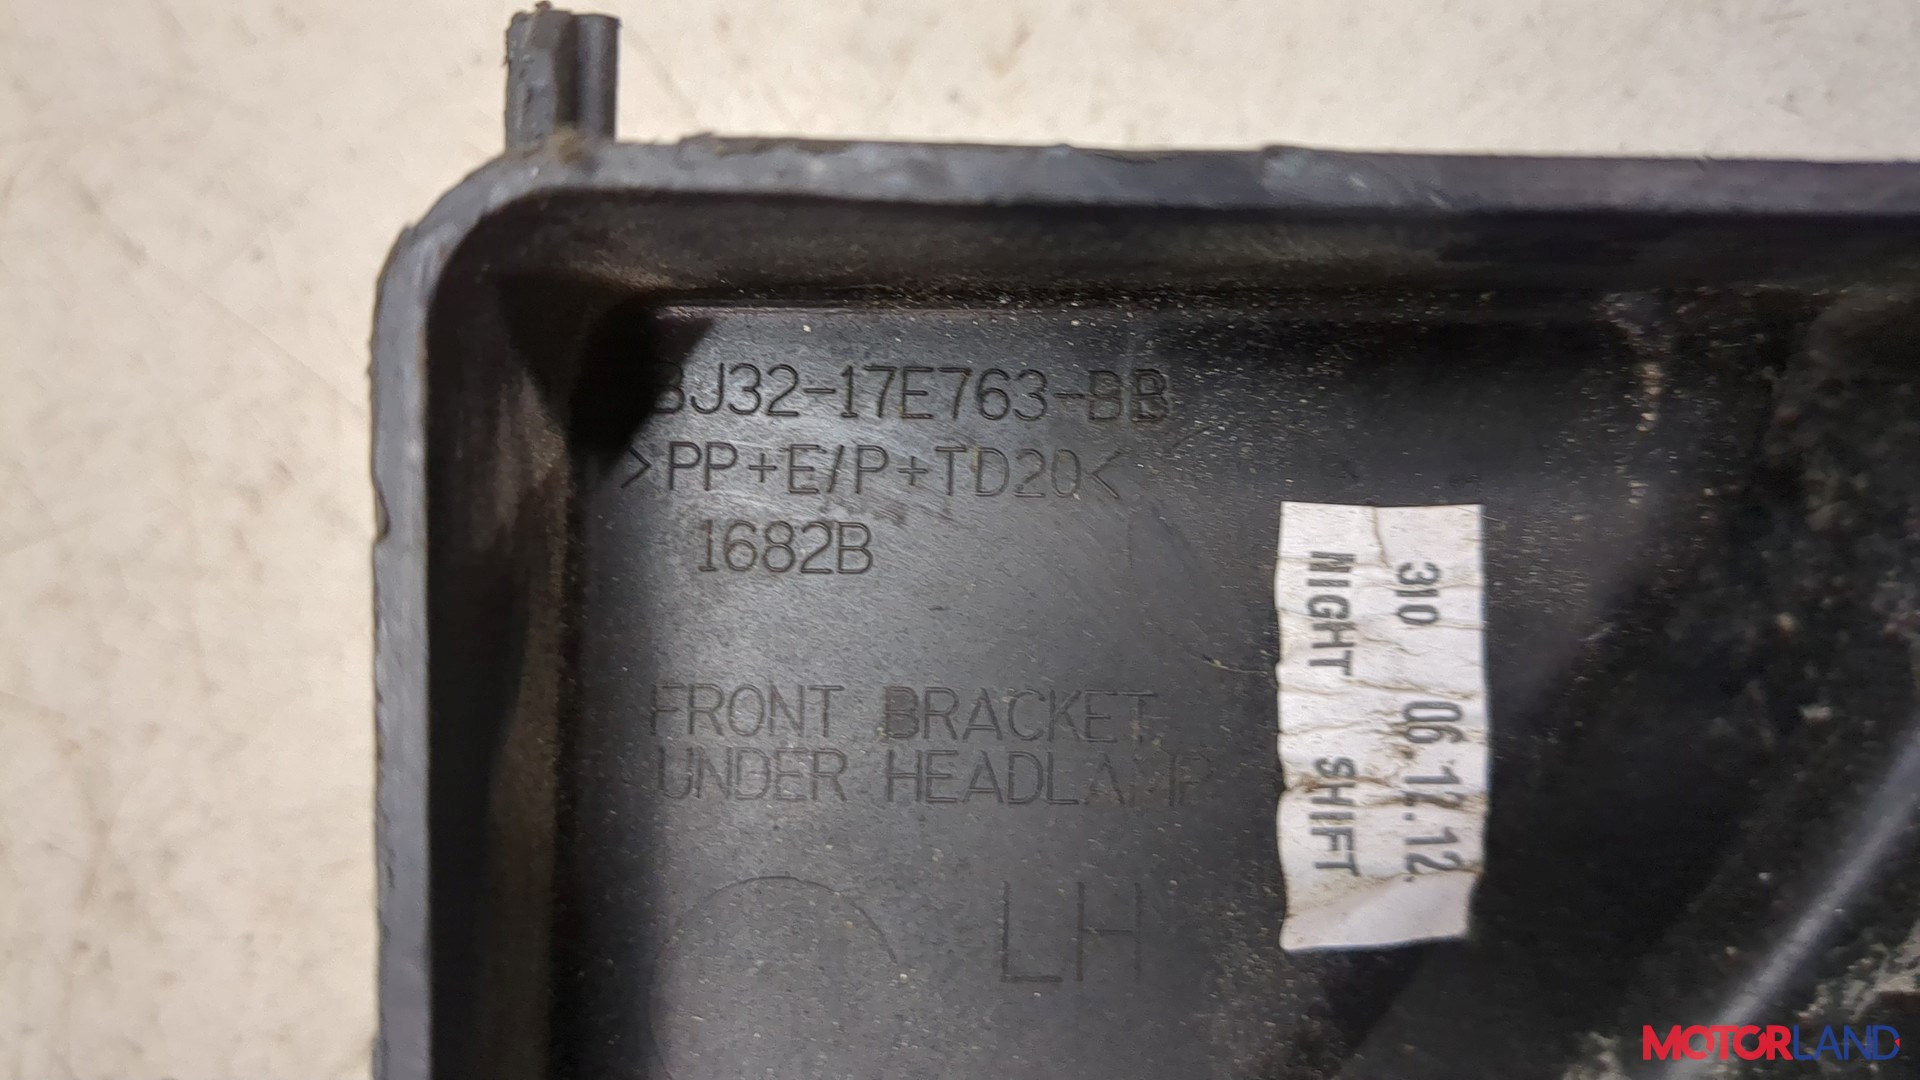 BJ32-17E763-BB
>PP+E/P+TD20<
1682B
FRONT BRACKET
UNDER HEADLAMP
LH
310 06.12.12.
NIGHT SHIFT
MOTORLAND